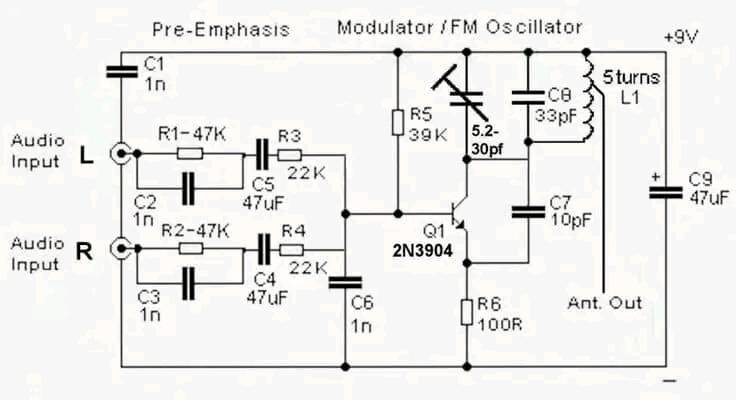 Pre-Emphasis
Modulator / FM Oscillator
+9V
C1
1n
5turns
L1
C8
33pF
R5
39K
5.2-
30pf
Audio
Input
L
R1-47K
R3
22K
C5
47uF
C2
1n
+
C9
47uF
C7
10pF
Q1
2N3904
Audio
Input
R
R2-47K
R4
22K
C4
47uF
C3
1n
C6
1n
R6
100R
Ant. Out
–